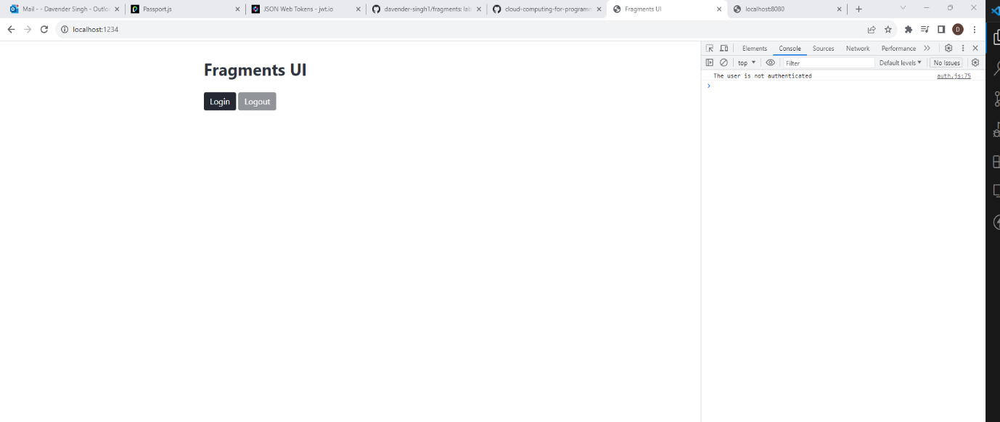 Mail - - Davender Singh - Outlo
Passport.js
JSON Web Tokens - jwt.io
davender-singh1/fragments: lab
cloud-computing-for-programm
Fragments UI
localhost:8080
localhost:1234
D
Fragments UI
Login Logout
Elements Console Sources Network Performance
top Filter Default levels No Issues
The user is not authenticated auth.js:75